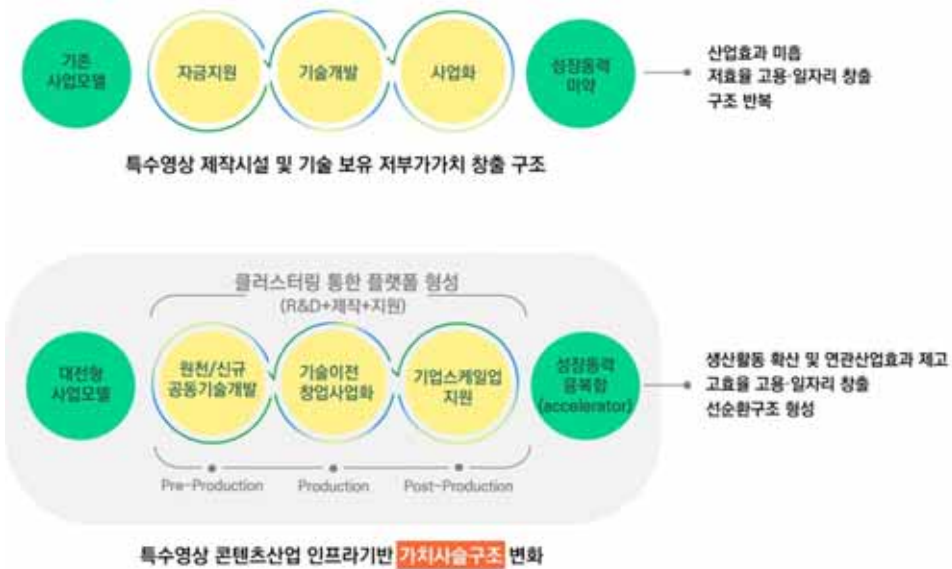 기존
사업모델
자금지원
기술개발
사업화
성장동력
미약
산업효과 미흡
저효율 고용·일자리 창출
구조 반복
특수영상 제작시설 및 기술 보유 저부가가치 창출 구조
클러스터링 통한 플랫폼 형성
(R&D+제작+지원)
대전형
사업모델
원천/신규
공동기술개발
기술이전
창업사업화
기업스케일업
지원
성장동력
융복합
(accelerator)
생산활동 확산 및 연관산업효과 제고
고효율 고용·일자리 창출
선순환구조 형성
Pre-Production
Production
Post-Production
특수영상 콘텐츠산업 인프라기반 가치사슬구조 변화